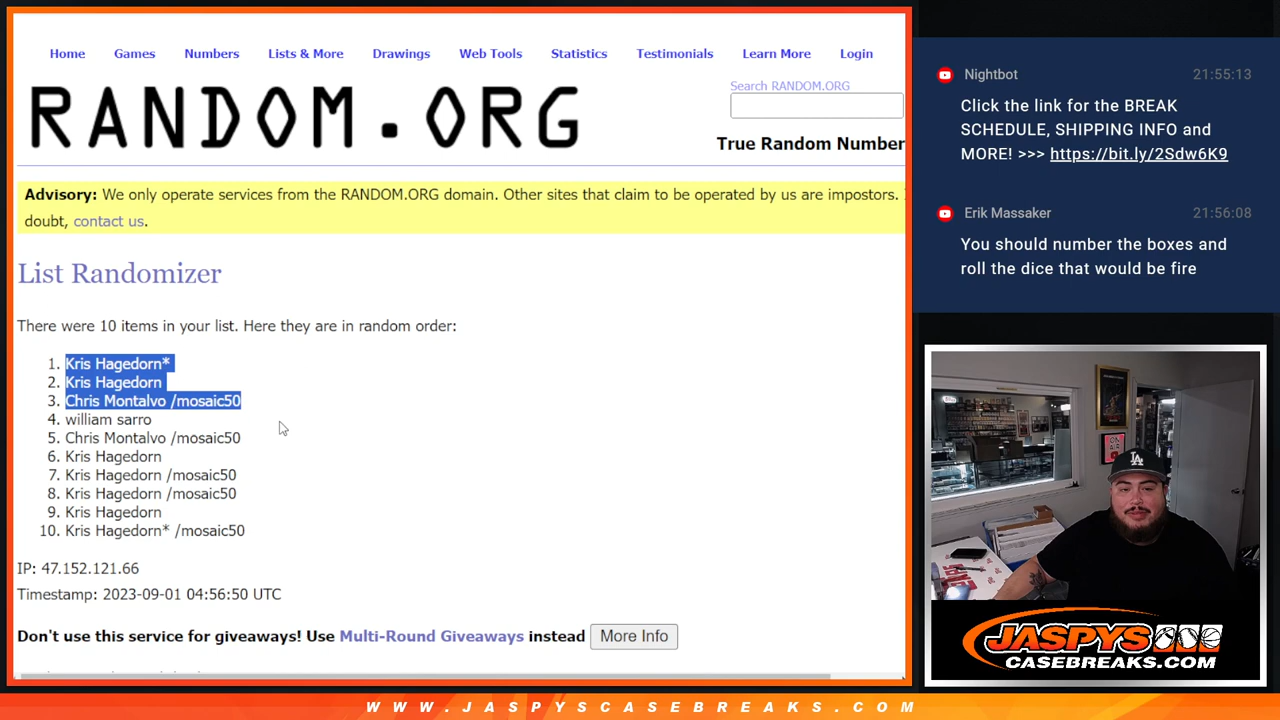 Home Games Numbers Lists & More Drawings Web Tools Statistics Testimonials Learn More Login
RANDOM.ORG
Search RANDOM.ORG
True Random Number
Advisory: We only operate services from the RANDOM.ORG domain. Other sites that claim to be operated by us are impostors.
doubt, contact us.
List Randomizer
There were 10 items in your list. Here they are in random order:
1. Kris Hagedorn*
2. Kris Hagedorn
3. Chris Montalvo /mosaic50
4. william sarro
5. Chris Montalvo /mosaic50
6. Kris Hagedorn
7. Kris Hagedorn /mosaic50
8. Kris Hagedorn /mosaic50
9. Kris Hagedorn
10. Kris Hagedorn* /mosaic50
IP: 47.152.121.66
Timestamp: 2023-09-01 04:56:50 UTC
Don't use this service for giveaways! Use Multi-Round Giveaways instead More Info
Nightbot 21:55:13
Click the link for the BREAK
SCHEDULE, SHIPPING INFO and
MORE! >>> https://bit.ly/2Sdw6K9
Erik Massaker 21:56:08
You should number the boxes and
roll the dice that would be fire
ON AIR
LA
JASPYS
CASEBREAKS.COM
WWW.JASPYSCASEBREAKS.COM